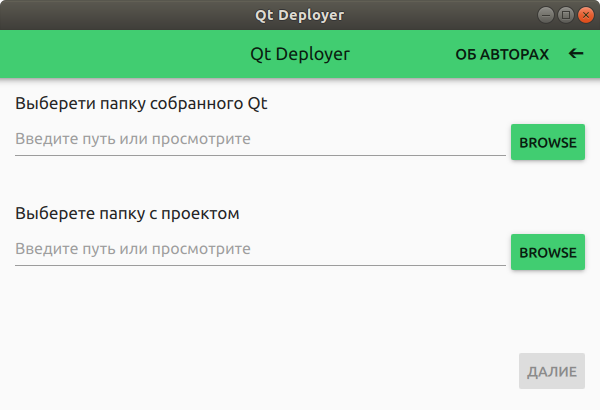 Qt Deployer
Qt Deployer
ОБ АВТОРАХ
Выберети папку собранного Qt
Введите путь или просмотрите
BROWSE
Выберете папку с проектом
Введите путь или просмотрите
BROWSE
ДАЛИЕ